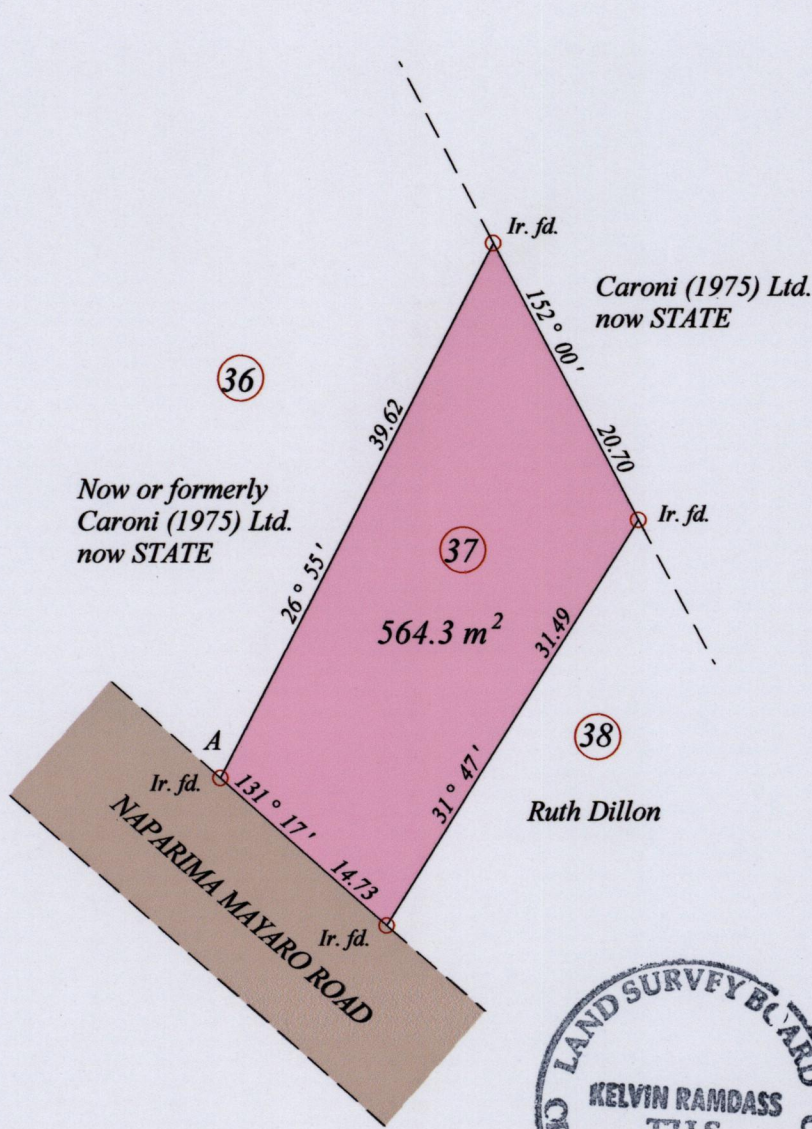 Ir. fd.
Caroni (1975) Ltd.
now STATE
152° 00'
20.70
36
39.62
Now or formerly
Caroni (1975) Ltd.
now STATE
26° 55'
Ir. fd.
37
564.3 m²
31.49
31° 47'
38
Ruth Dillon
A
Ir. fd.
131° 17'
14.73
Ir. fd.
NAPARIMA MAYARO ROAD
LAND SURVEY BOARD
KELVIN RAMDASS